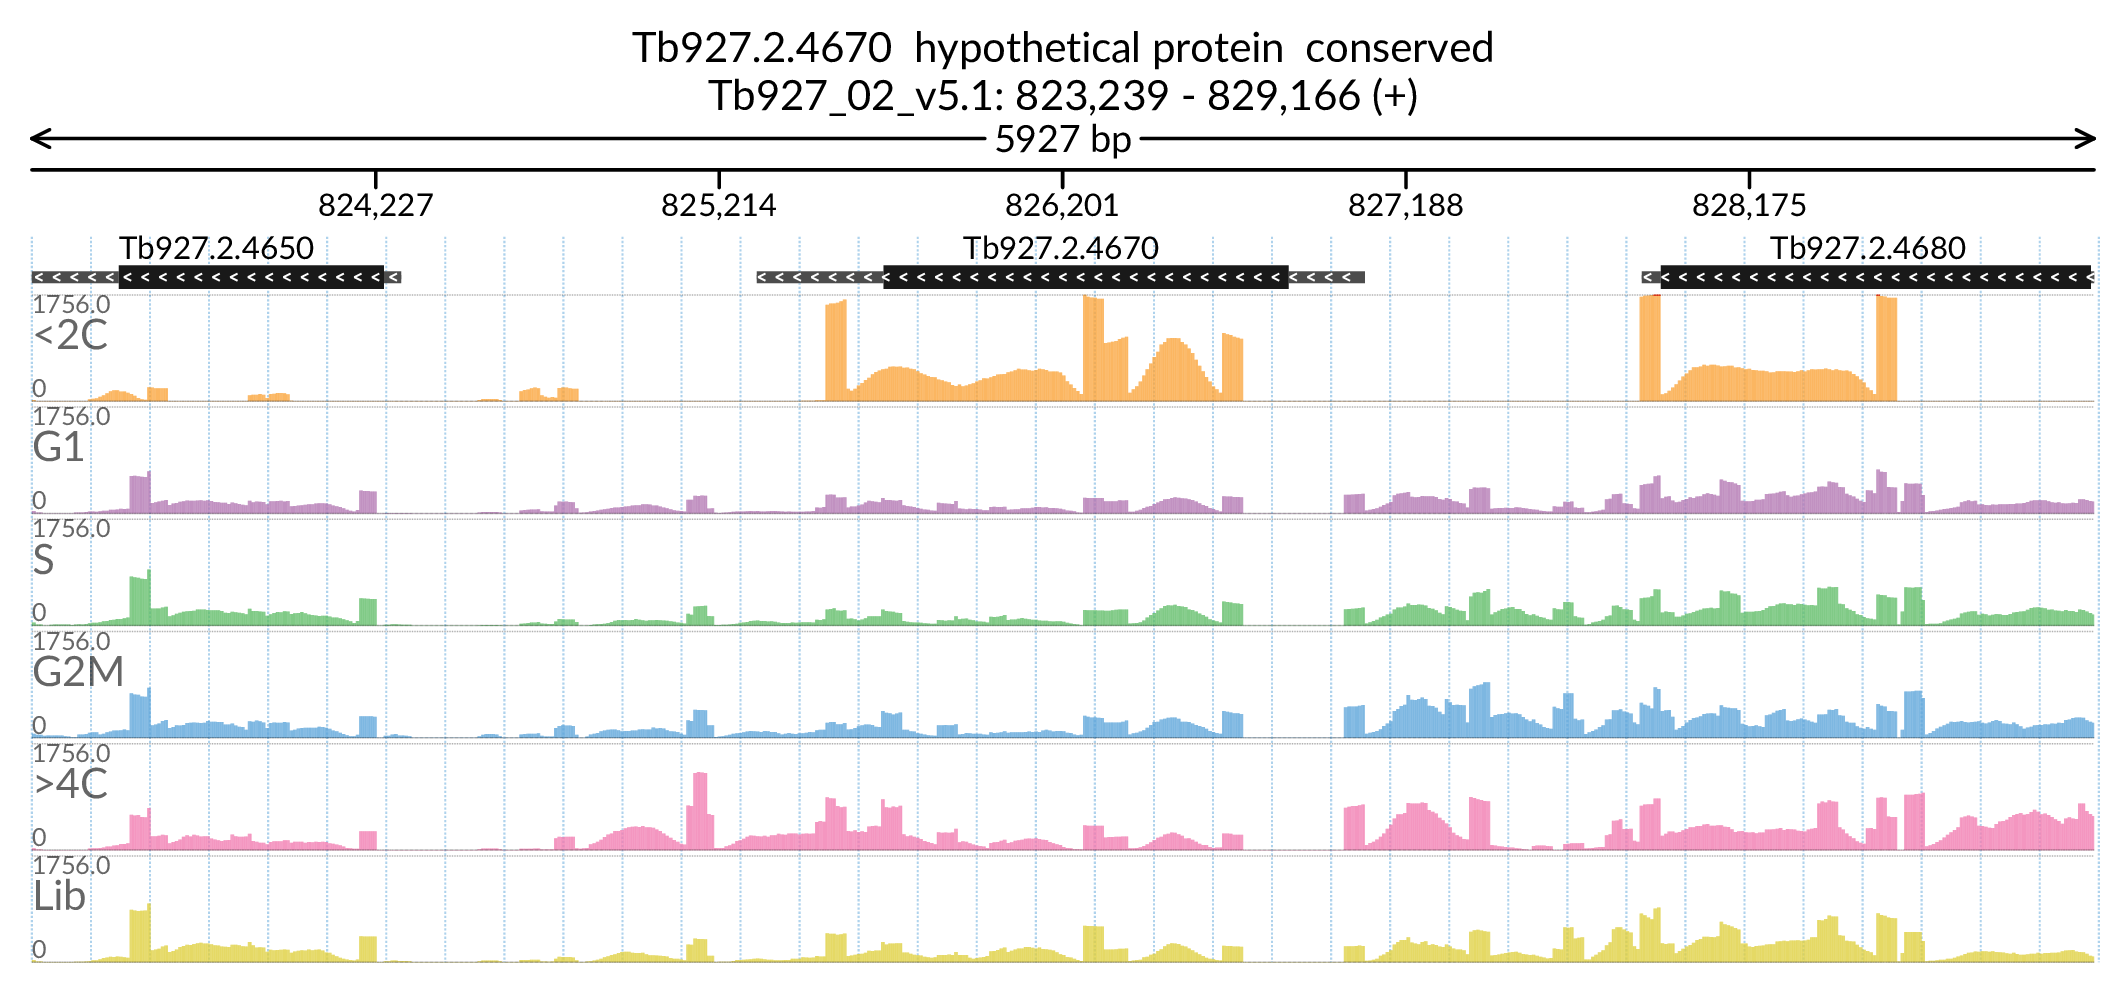 Tb927.2.4670 hypothetical protein conserved
Tb927_02_v5.1: 823,239 - 829,166 (+)
5927 bp
824,227 825,214 826,201 827,188 828,175
Tb927.2.4650 Tb927.2.4670 Tb927.2.4680
1756.0
<2C
0
1756.0
G1
0
1756.0
S
0
1756.0
G2M
0
1756.0
>4C
0
1756.0
Lib
0